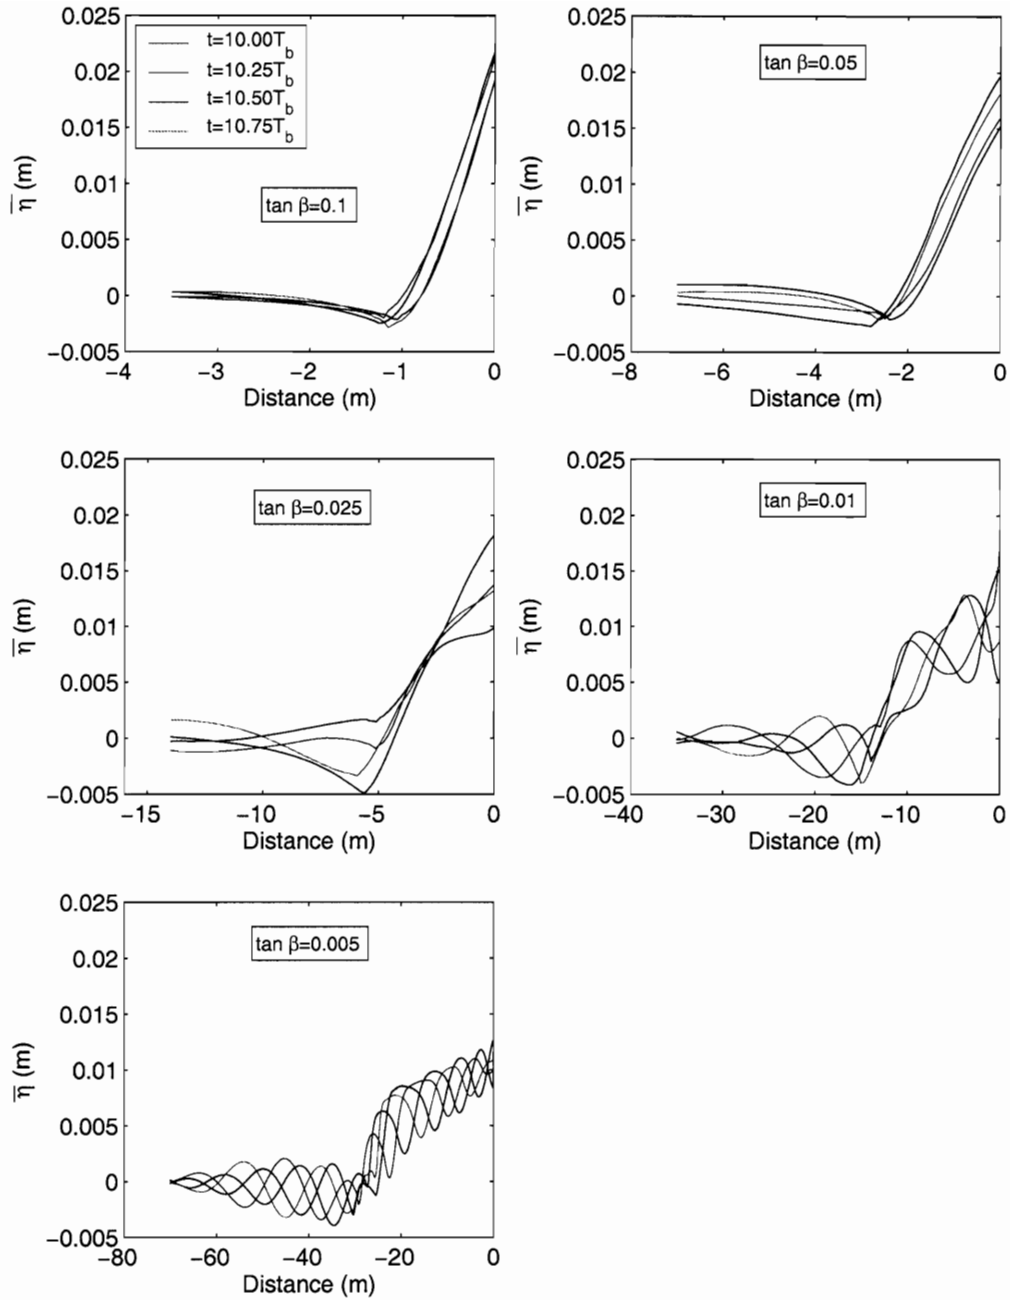 0.025
0.02
0.015
0.01
0.005
0
−0.005
η̅ (m)
t=10.00T_b
t=10.25T_b
t=10.50T_b
t=10.75T_b
tan β=0.1
−4 −3 −2 −1 0
Distance (m)
0.025
0.02
0.015
0.01
0.005
0
−0.005
η̅ (m)
tan β=0.05
−8 −6 −4 −2 0
Distance (m)
0.025
0.02
0.015
0.01
0.005
0
−0.005
η̅ (m)
tan β=0.025
−15 −10 −5 0
Distance (m)
0.025
0.02
0.015
0.01
0.005
0
−0.005
η̅ (m)
tan β=0.01
−40 −30 −20 −10 0
Distance (m)
0.025
0.02
0.015
0.01
0.005
0
−0.005
η̅ (m)
tan β=0.005
−80 −60 −40 −20 0
Distance (m)